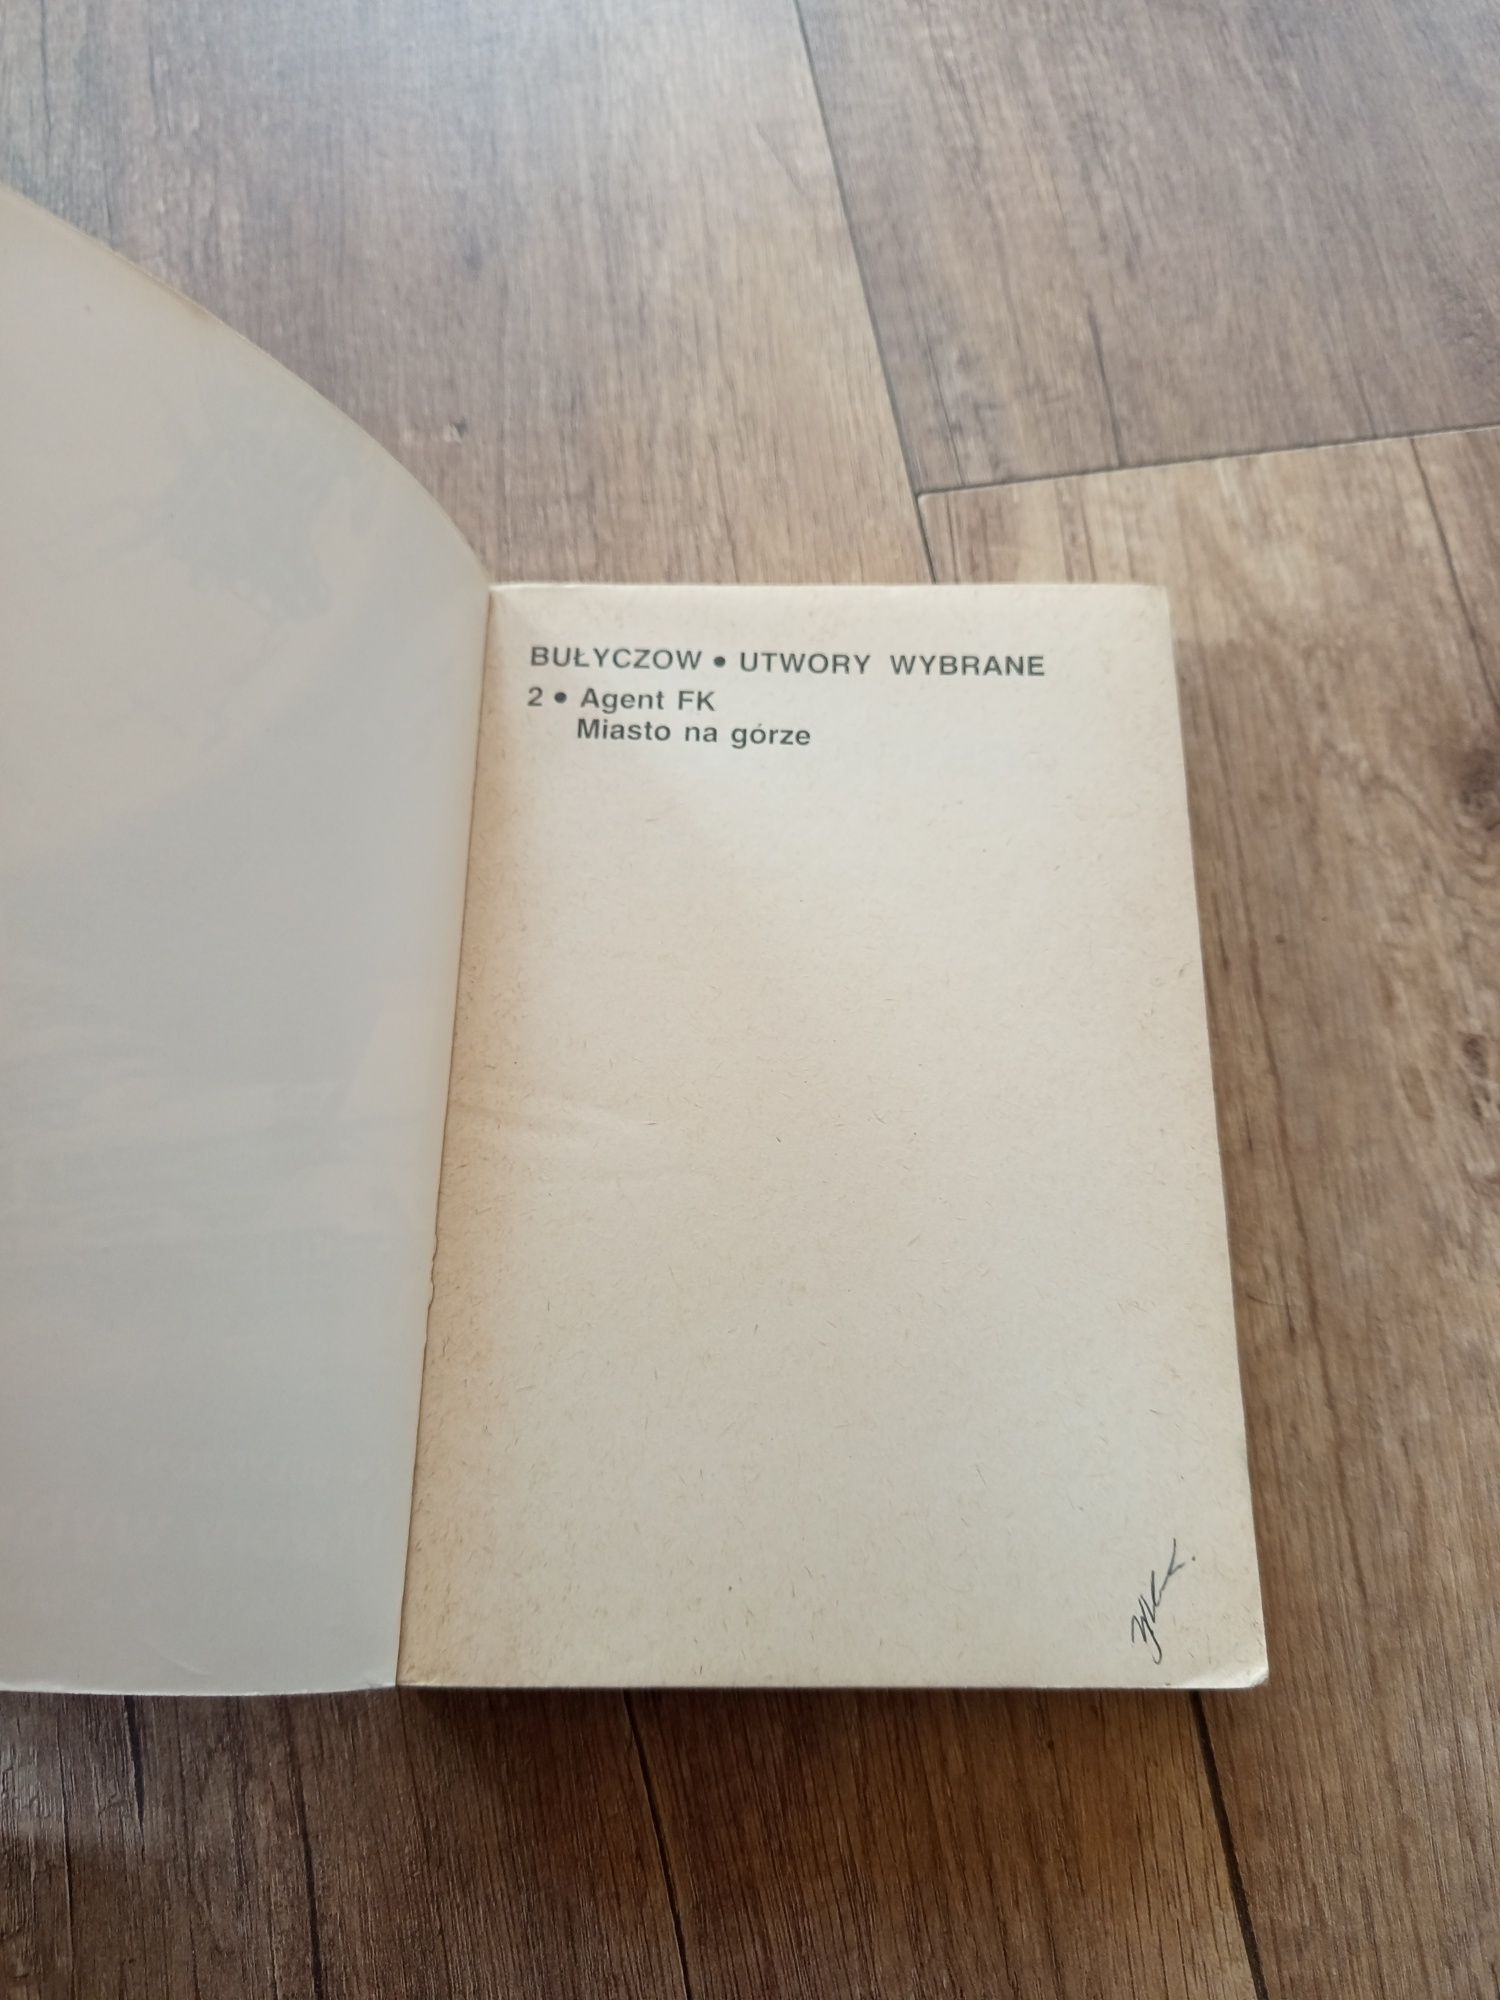 BUŁYCZOW • UTWORY WYBRANE
2 • Agent FK
Miasto na górze